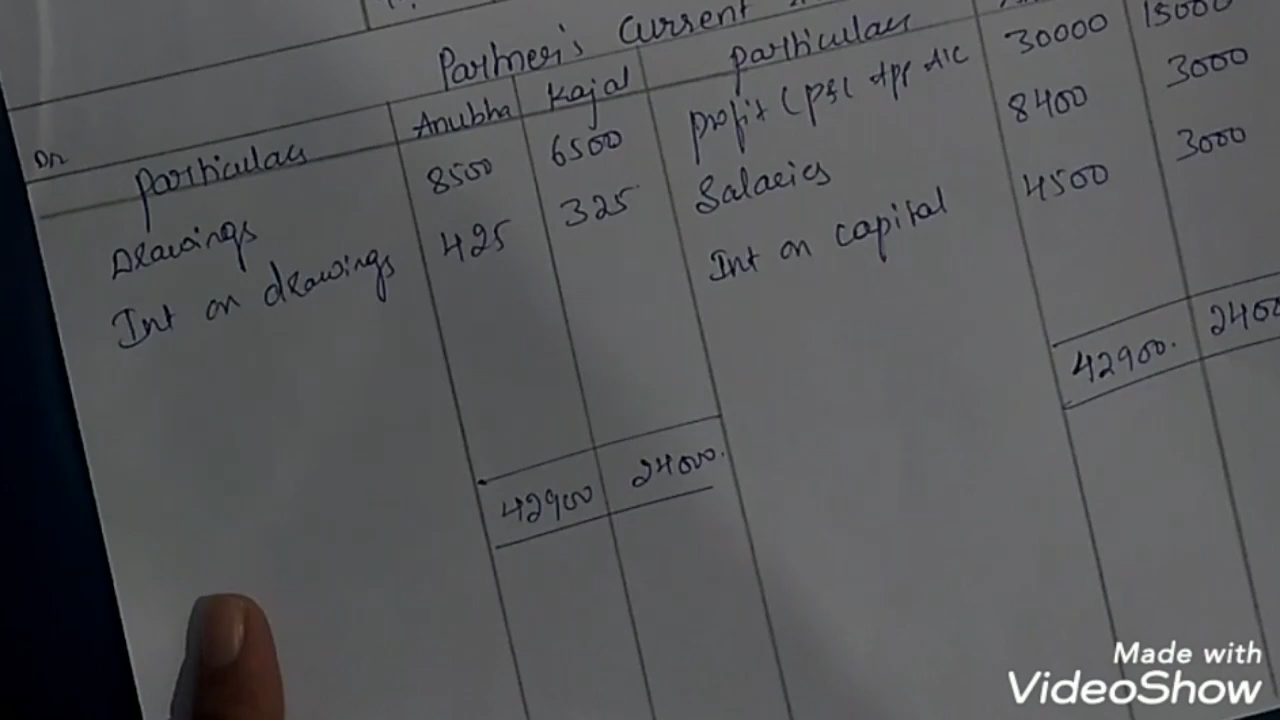 Partner's Current
Dr.
Particulars Anubha Kajal Particulars
Drawings 8500 6500 Profit (P&L App A/c 30000 15000
Int on drawings 425 325 Salaries 8400 3000
Int on capital 4500 3000
42900 24000. 42900. 2400
Made with
VideoShow